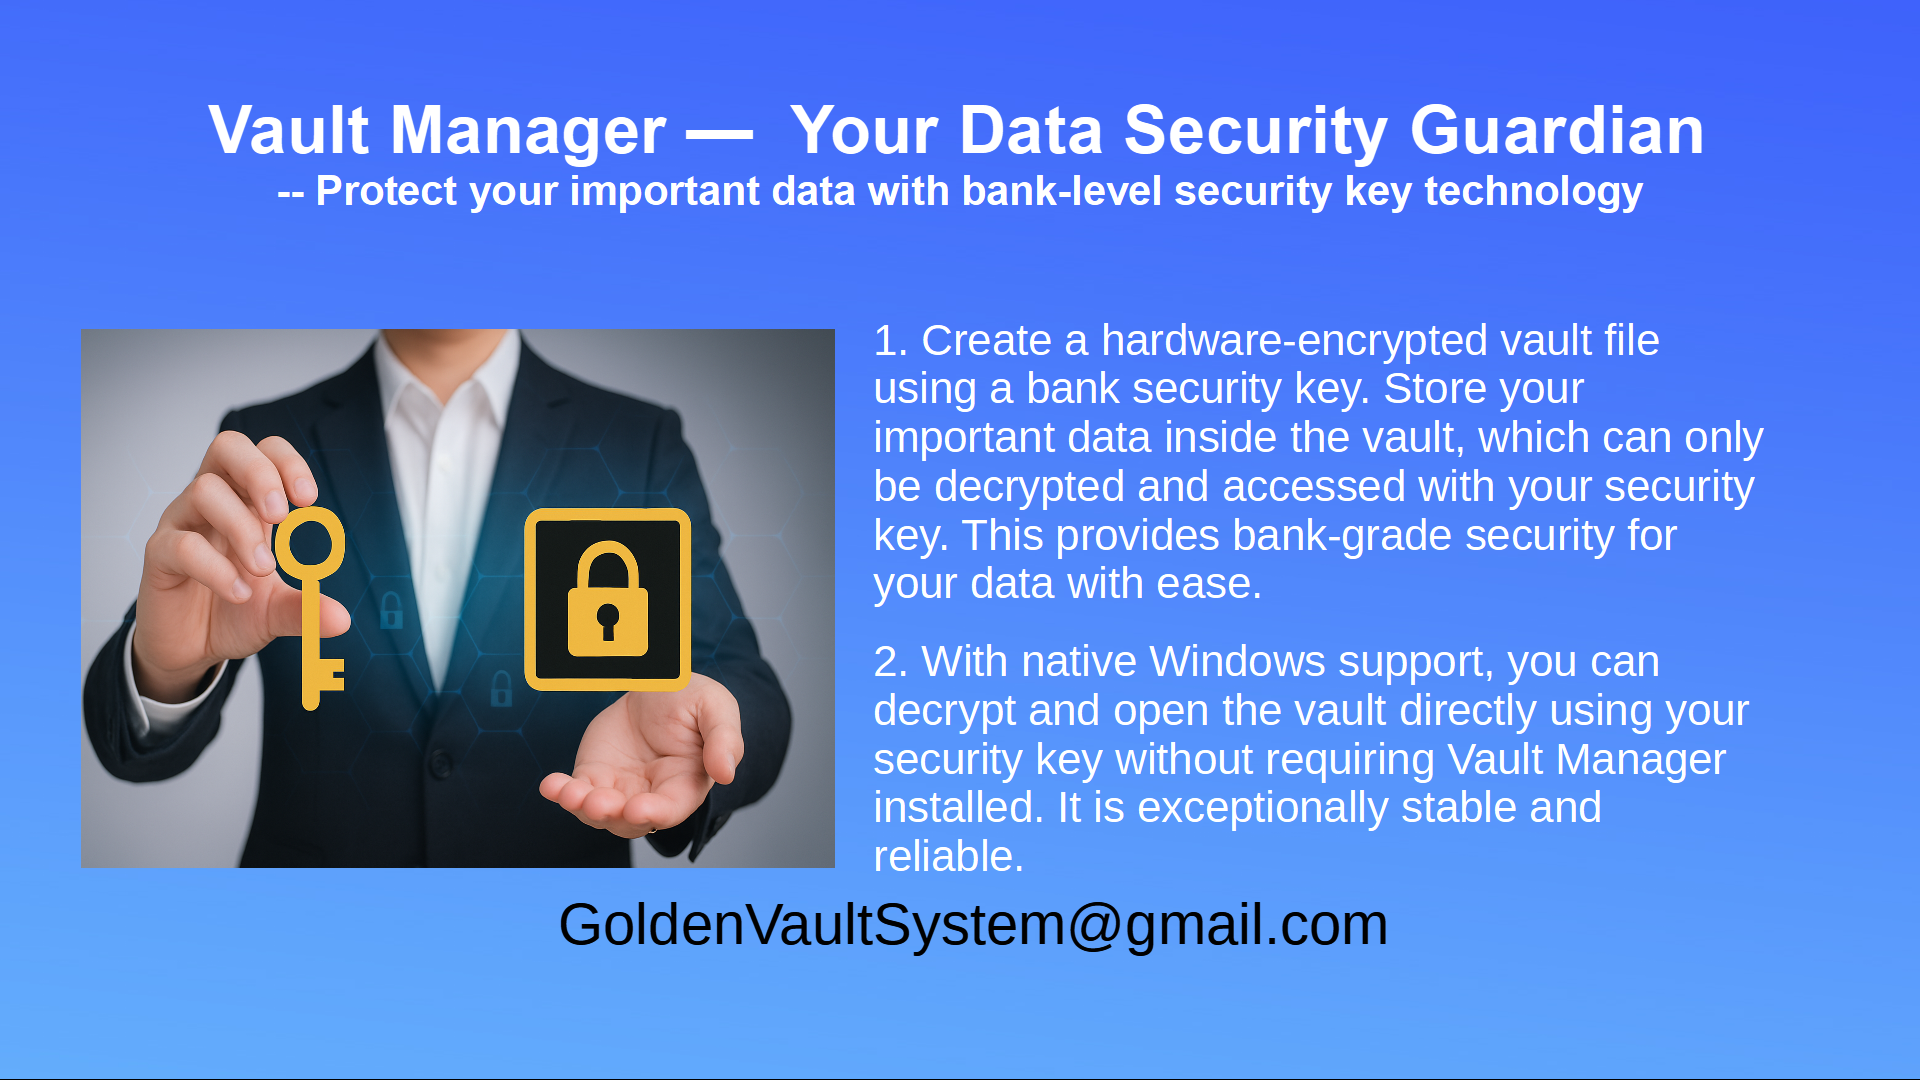 Vault Manager —  Your Data Security Guardian
-- Protect your important data with bank-level security key technology
1. Create a hardware-encrypted vault file
using a bank security key. Store your
important data inside the vault, which can only
be decrypted and accessed with your security
key. This provides bank-grade security for
your data with ease.
2. With native Windows support, you can
decrypt and open the vault directly using your
security key without requiring Vault Manager
installed. It is exceptionally stable and
reliable.
GoldenVaultSystem@gmail.com